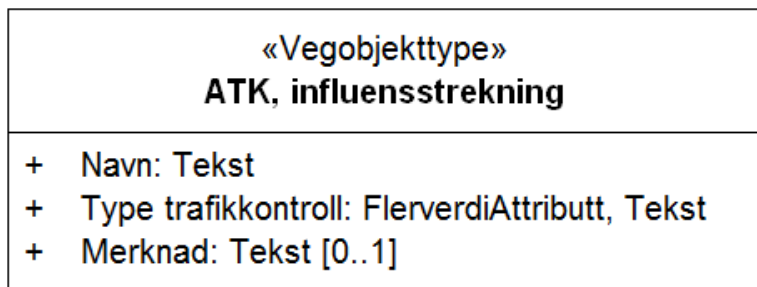 «Vegobjekttype»
ATK, influensstrekning
+ Navn: Tekst
+ Type trafikkontroll: FlerverdiAttributt, Tekst
+ Merknad: Tekst [0..1]